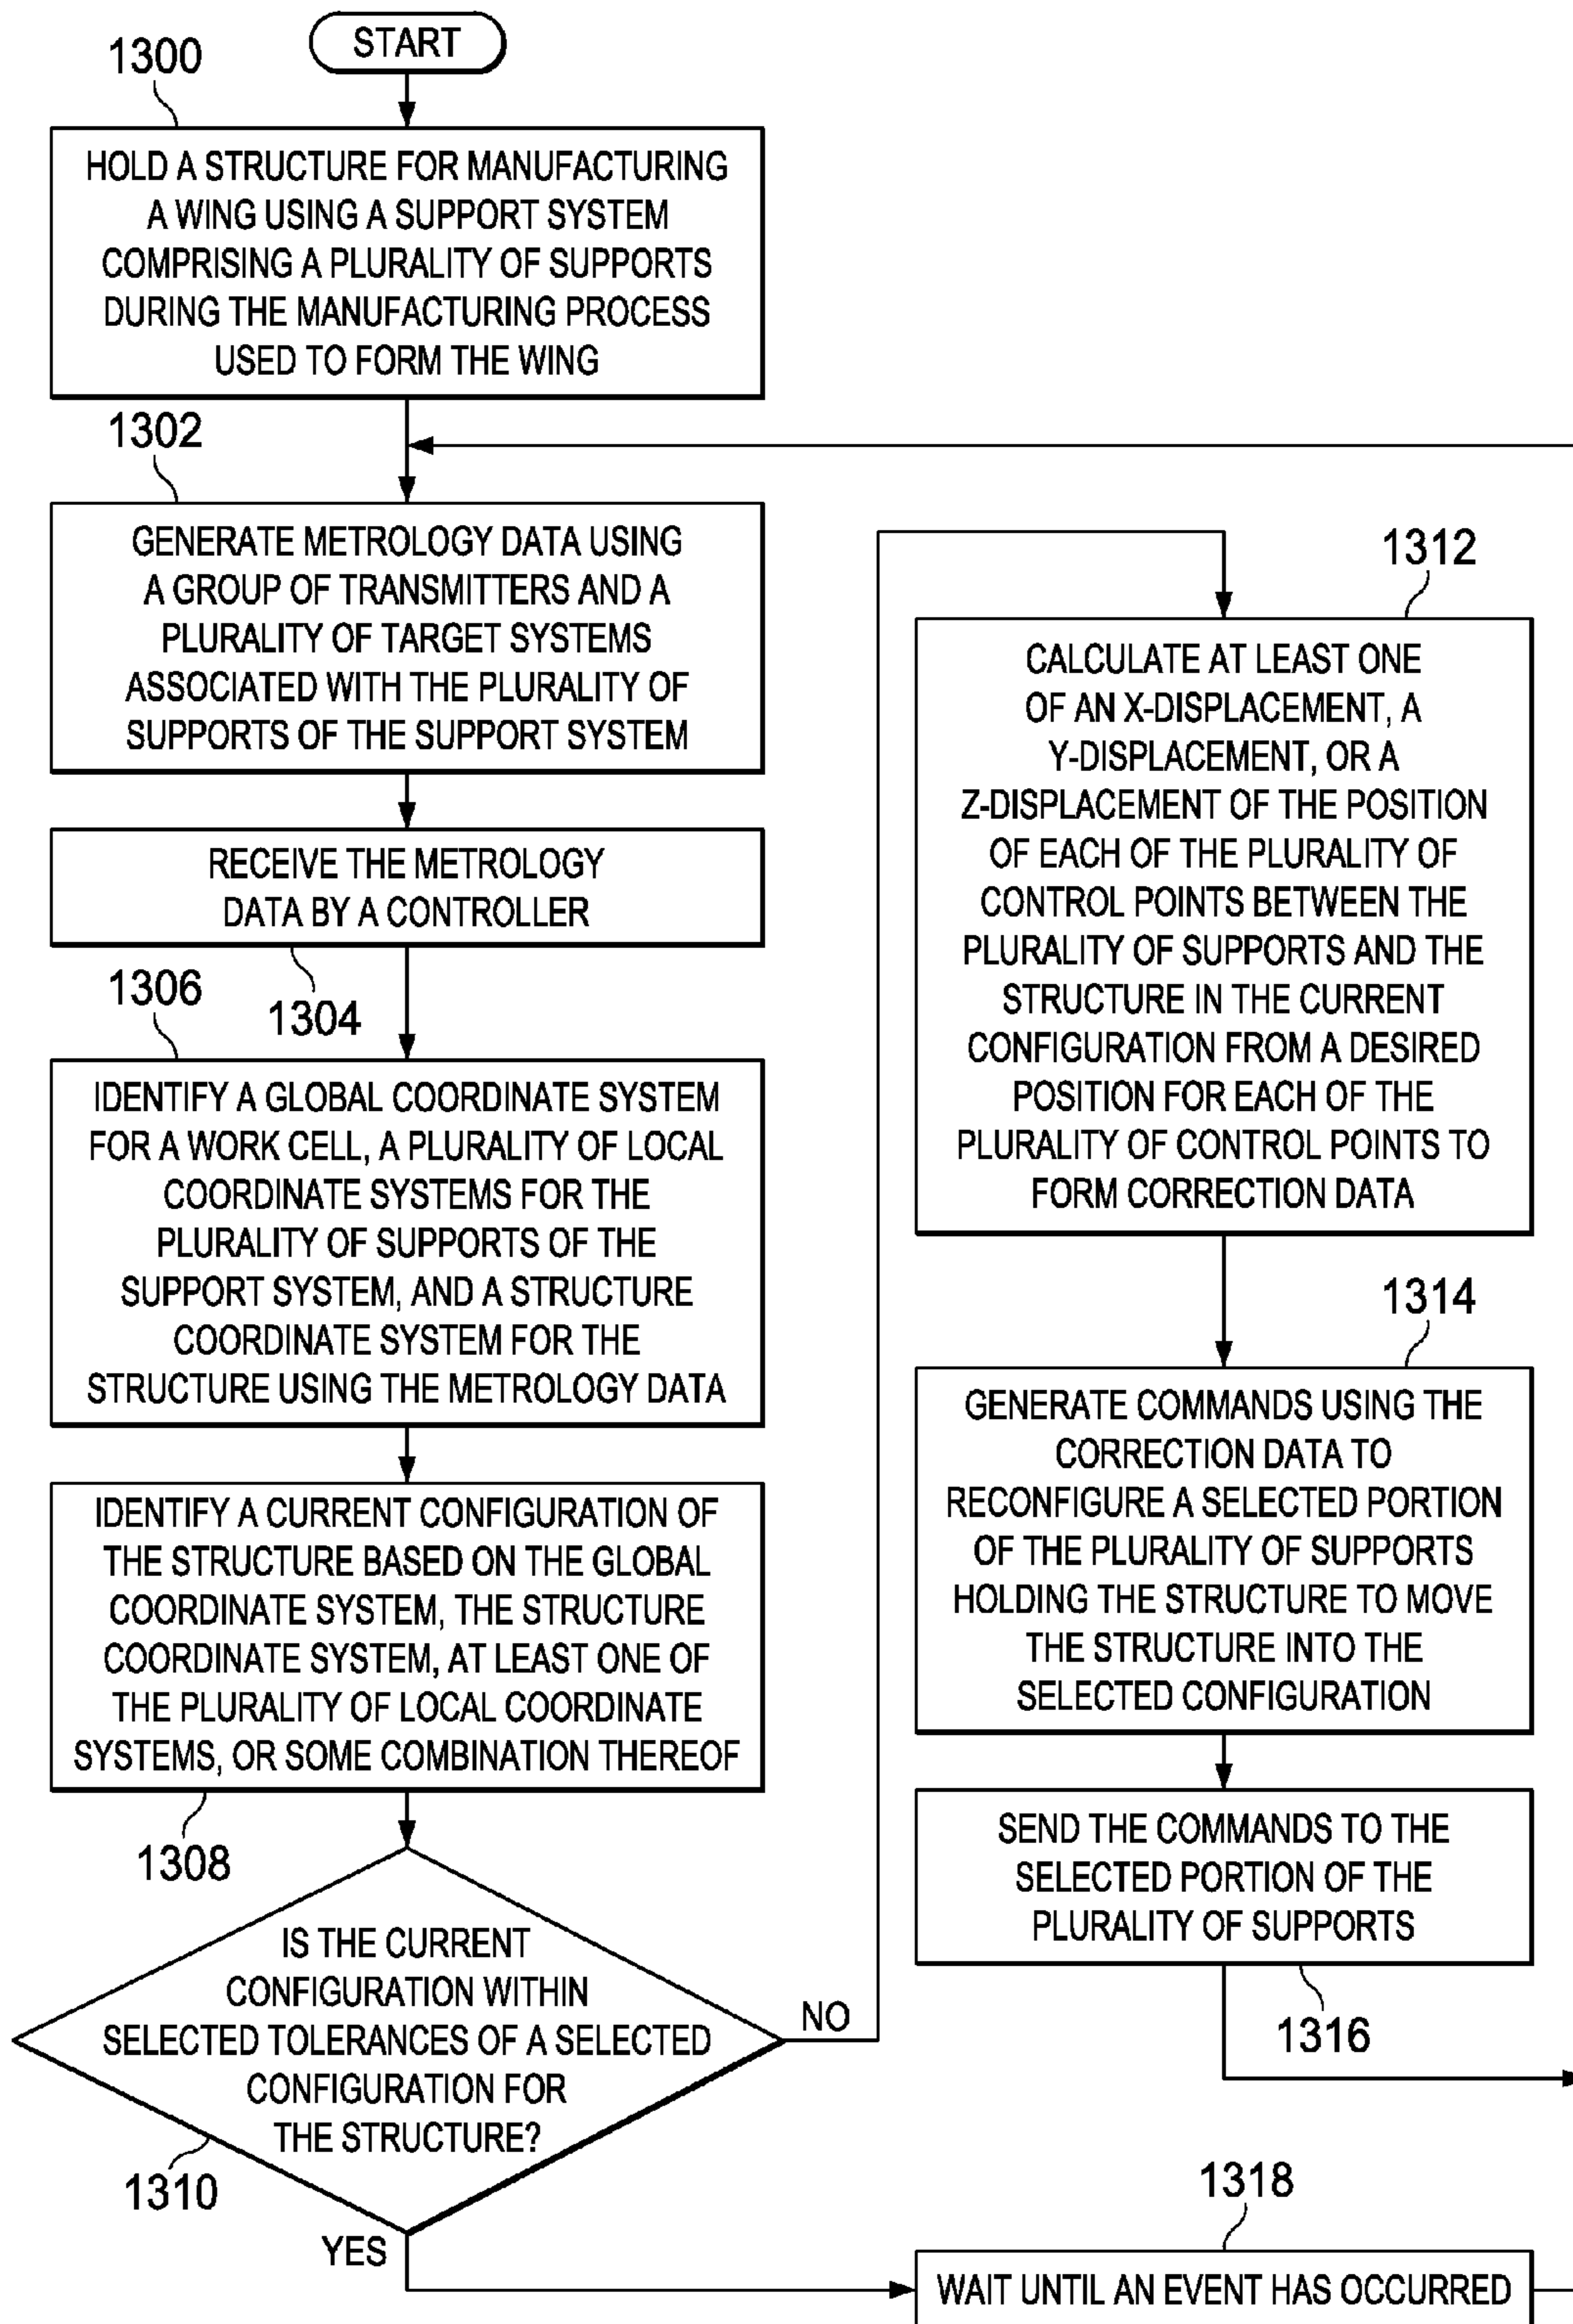 START
1300
HOLD A STRUCTURE FOR MANUFACTURING
A WING USING A SUPPORT SYSTEM
COMPRISING A PLURALITY OF SUPPORTS
DURING THE MANUFACTURING PROCESS
USED TO FORM THE WING
1302
GENERATE METROLOGY DATA USING
A GROUP OF TRANSMITTERS AND A
PLURALITY OF TARGET SYSTEMS
ASSOCIATED WITH THE PLURALITY OF
SUPPORTS OF THE SUPPORT SYSTEM
RECEIVE THE METROLOGY
DATA BY A CONTROLLER
1304
1306
IDENTIFY A GLOBAL COORDINATE SYSTEM
FOR A WORK CELL, A PLURALITY OF LOCAL
COORDINATE SYSTEMS FOR THE
PLURALITY OF SUPPORTS OF THE
SUPPORT SYSTEM, AND A STRUCTURE
COORDINATE SYSTEM FOR THE
STRUCTURE USING THE METROLOGY DATA
IDENTIFY A CURRENT CONFIGURATION OF
THE STRUCTURE BASED ON THE GLOBAL
COORDINATE SYSTEM, THE STRUCTURE
COORDINATE SYSTEM, AT LEAST ONE OF
THE PLURALITY OF LOCAL COORDINATE
SYSTEMS, OR SOME COMBINATION THEREOF
1308
IS THE CURRENT
CONFIGURATION WITHIN
SELECTED TOLERANCES OF A SELECTED
CONFIGURATION FOR
THE STRUCTURE?
1310
NO
YES
1312
CALCULATE AT LEAST ONE
OF AN X-DISPLACEMENT, A
Y-DISPLACEMENT, OR A
Z-DISPLACEMENT OF THE POSITION
OF EACH OF THE PLURALITY OF
CONTROL POINTS BETWEEN THE
PLURALITY OF SUPPORTS AND THE
STRUCTURE IN THE CURRENT
CONFIGURATION FROM A DESIRED
POSITION FOR EACH OF THE
PLURALITY OF CONTROL POINTS TO
FORM CORRECTION DATA
1314
GENERATE COMMANDS USING THE
CORRECTION DATA TO
RECONFIGURE A SELECTED PORTION
OF THE PLURALITY OF SUPPORTS
HOLDING THE STRUCTURE TO MOVE
THE STRUCTURE INTO THE
SELECTED CONFIGURATION
SEND THE COMMANDS TO THE
SELECTED PORTION OF THE
PLURALITY OF SUPPORTS
1316
1318
WAIT UNTIL AN EVENT HAS OCCURRED